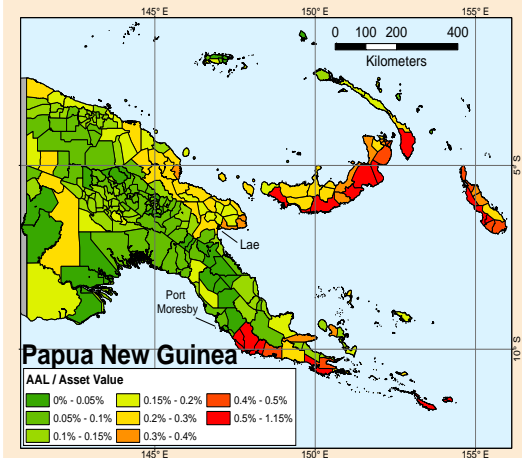 145° E 150° E 155° E
0 100 200 400
Kilometers
5° S
Lae
Port
Moresby
10° S
Papua New Guinea
AAL / Asset Value
0% - 0.05% 0.15% - 0.2% 0.4% - 0.5%
0.05% - 0.1% 0.2% - 0.3% 0.5% - 1.15%
0.1% - 0.15% 0.3% - 0.4%
145° E 150° E 155° E